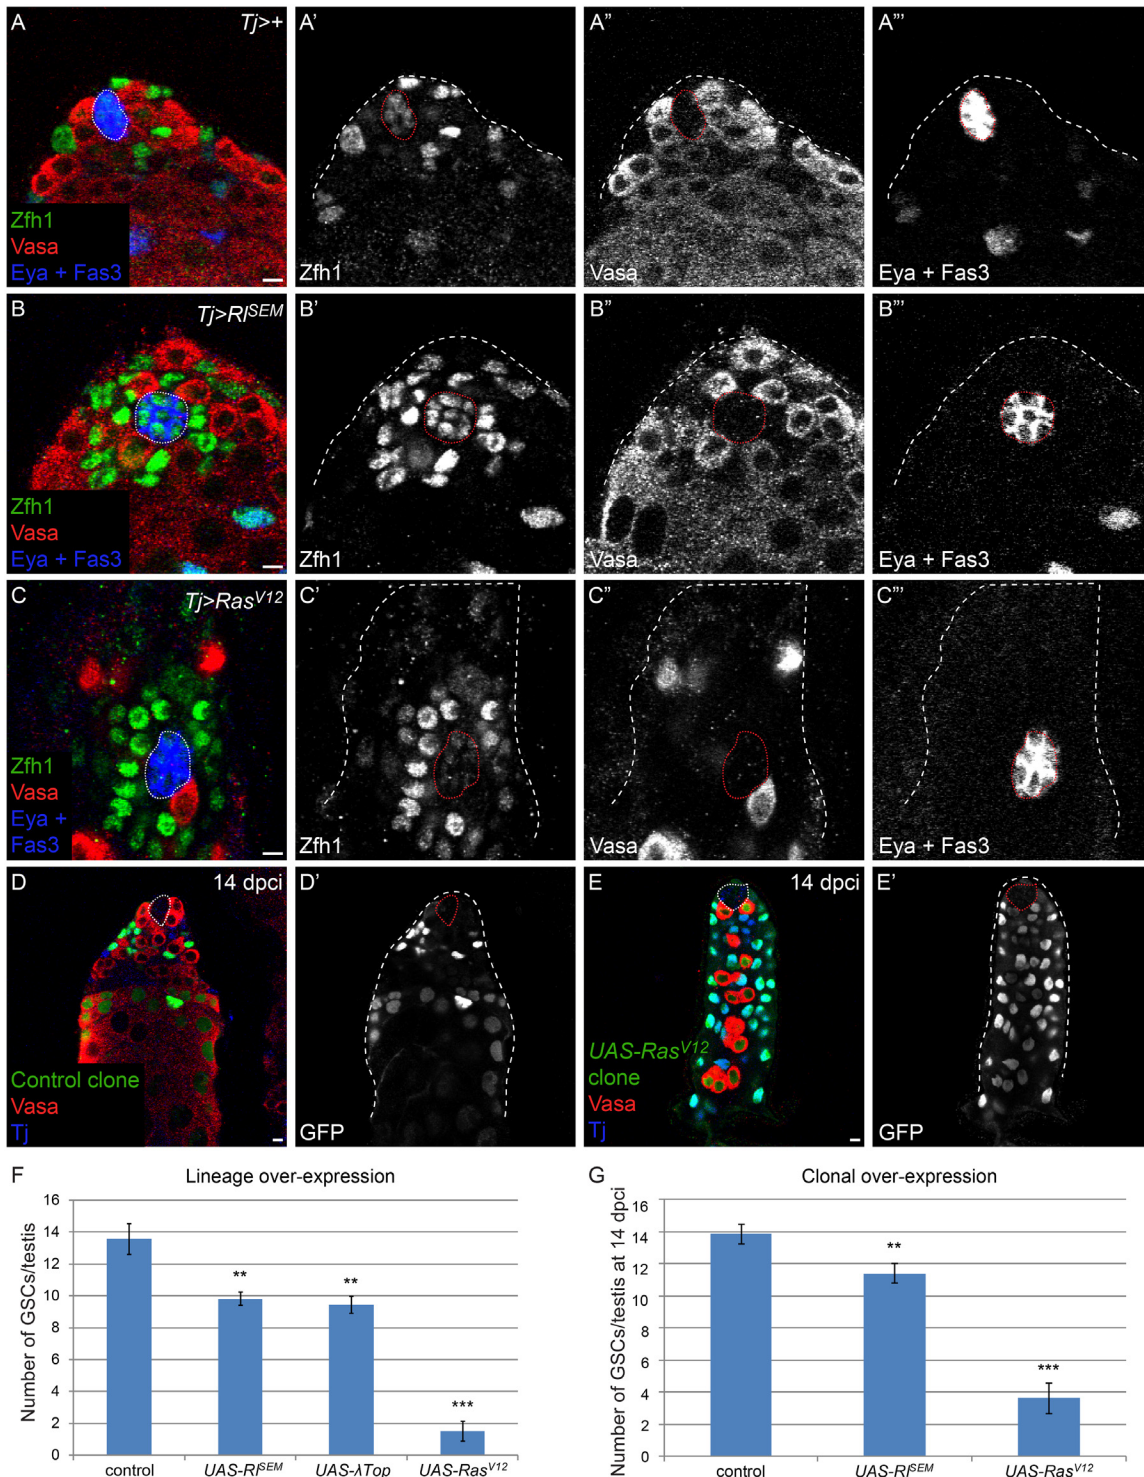 A
Tj>+
Zfh1
Vasa
Eya + Fas3
A'
Zfh1
A"
Vasa
A"'
Eya + Fas3
B
Tj>Rl^SEM
Zfh1
Vasa
Eya + Fas3
B'
Zfh1
B"
Vasa
B"'
Eya + Fas3
C
Tj>Ras^V12
Zfh1
Vasa
Eya +
Fas3
C'
Zfh1
C"
Vasa
C"'
Eya + Fas3
D
14 dpci
Control clone
Vasa
Tj
D'
GFP
E
14 dpci
UAS-Ras^V12
clone
Vasa
Tj
E'
GFP
F
Lineage over-expression
Number of GSCs/testis
16
14
12
10
8
6
4
2
0
**
**
***
control
UAS-Rl^SEM
UAS-λTop
UAS-Ras^V12
G
Clonal over-expression
Number of GSCs/testis at 14 dpci
16
14
12
10
8
6
4
2
0
**
***
control
UAS-Rl^SEM
UAS-Ras^V12